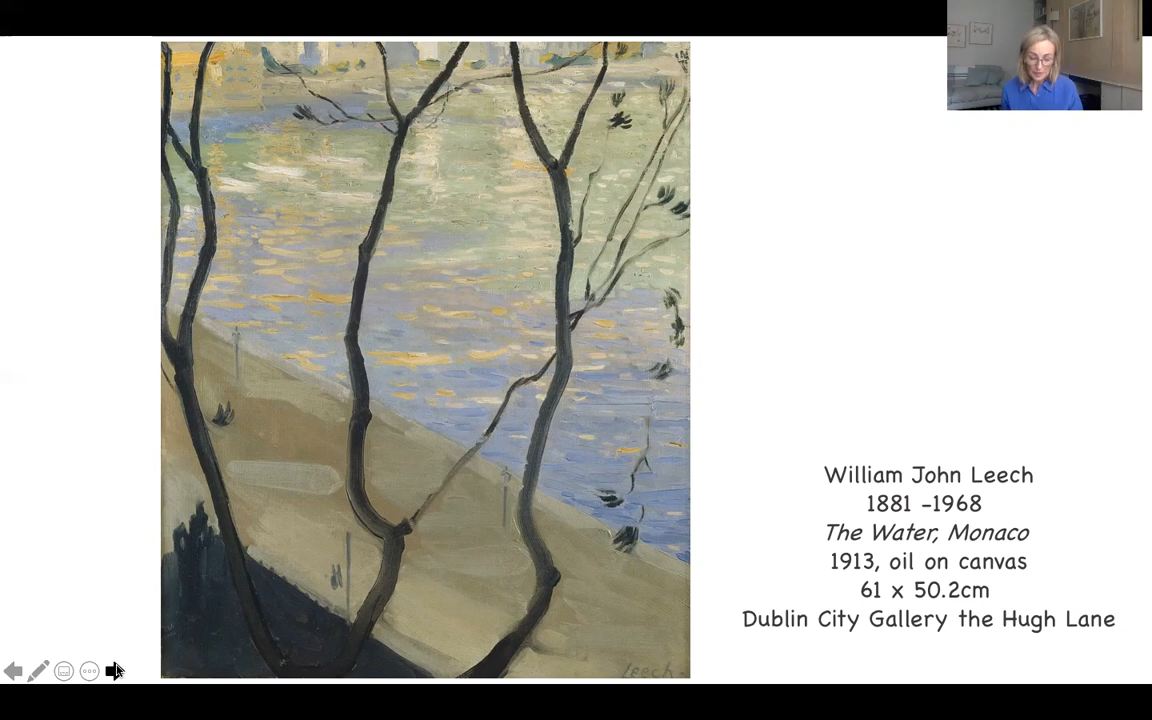 William John Leech
1881 –1968
The Water, Monaco
1913, oil on canvas
61 x 50.2cm
Dublin City Gallery the Hugh Lane
Leech